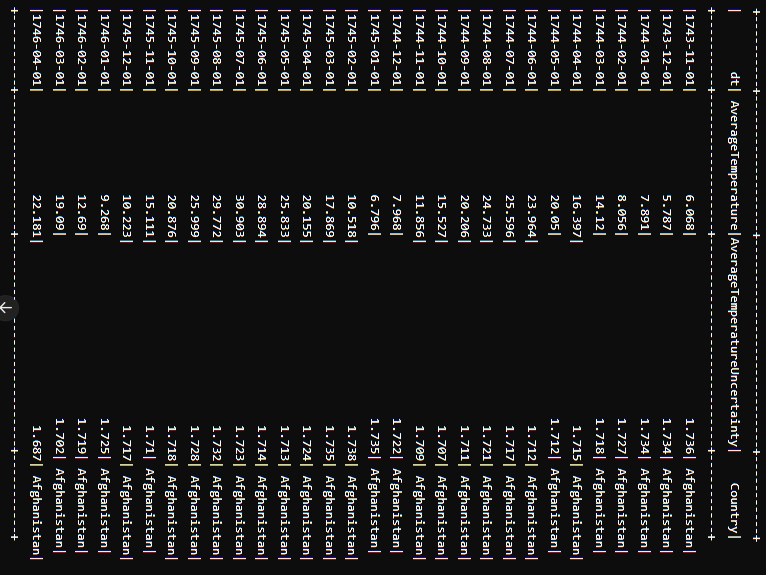 +----------+------------------+-----------------------------+-----------+
| dt|AverageTemperature|AverageTemperatureUncertainty| Country|
+----------+------------------+-----------------------------+-----------+
|1743-11-01| 6.068| 1.736|Afghanistan|
|1743-12-01| 5.787| 1.734|Afghanistan|
|1744-01-01| 7.891| 1.734|Afghanistan|
|1744-02-01| 8.056| 1.727|Afghanistan|
|1744-03-01| 14.12| 1.718|Afghanistan|
|1744-04-01| 16.397| 1.715|Afghanistan|
|1744-05-01| 20.05| 1.712|Afghanistan|
|1744-06-01| 23.964| 1.712|Afghanistan|
|1744-07-01| 25.596| 1.717|Afghanistan|
|1744-08-01| 24.733| 1.721|Afghanistan|
|1744-09-01| 20.206| 1.711|Afghanistan|
|1744-10-01| 15.527| 1.707|Afghanistan|
|1744-11-01| 11.856| 1.709|Afghanistan|
|1744-12-01| 7.968| 1.722|Afghanistan|
|1745-01-01| 6.796| 1.735|Afghanistan|
|1745-02-01| 10.518| 1.738|Afghanistan|
|1745-03-01| 17.869| 1.735|Afghanistan|
|1745-04-01| 20.155| 1.724|Afghanistan|
|1745-05-01| 25.833| 1.713|Afghanistan|
|1745-06-01| 28.894| 1.714|Afghanistan|
|1745-07-01| 30.903| 1.723|Afghanistan|
|1745-08-01| 29.772| 1.732|Afghanistan|
|1745-09-01| 25.999| 1.728|Afghanistan|
|1745-10-01| 20.876| 1.718|Afghanistan|
|1745-11-01| 15.111| 1.71|Afghanistan|
|1745-12-01| 10.223| 1.717|Afghanistan|
|1746-01-01| 9.268| 1.725|Afghanistan|
|1746-02-01| 12.69| 1.719|Afghanistan|
|1746-03-01| 19.09| 1.702|Afghanistan|
|1746-04-01| 22.181| 1.687|Afghanistan|
+----------+------------------+-----------------------------+-----------+